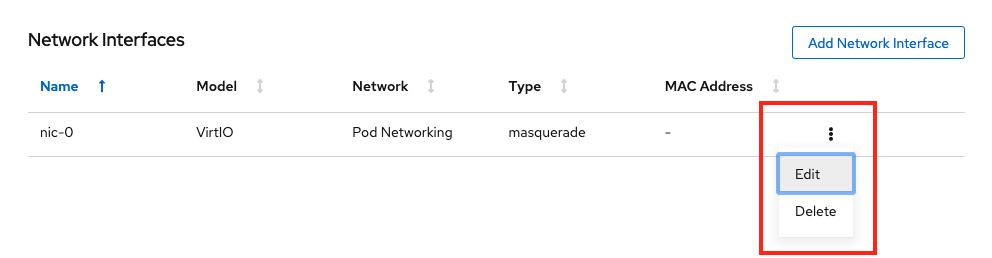 Network Interfaces
Add Network Interface
Name Model Network Type MAC Address
nic-0 VirtIO Pod Networking masquerade -
Edit
Delete